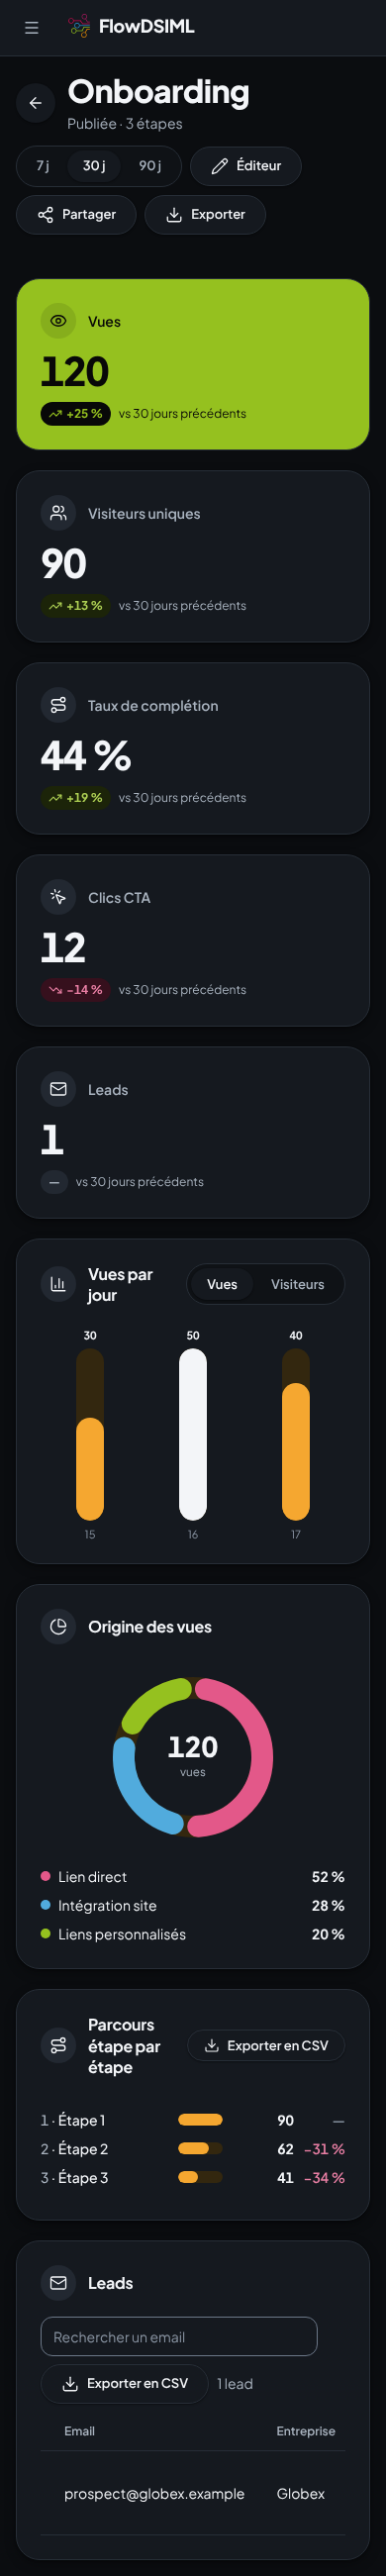 FlowDSIML
Onboarding
Publiée · 3 étapes
7 j 30 j 90 j Éditeur
Partager Exporter
Vues
120
+25 % vs 30 jours précédents
Visiteurs uniques
90
+13 % vs 30 jours précédents
Taux de complétion
44 %
+19 % vs 30 jours précédents
Clics CTA
12
−14 % vs 30 jours précédents
Leads
1
— vs 30 jours précédents
Vues par
jour
Vues Visiteurs
30 50 40
15 16 17
Origine des vues
120
vues
Lien direct 52 %
Intégration site 28 %
Liens personnalisés 20 %
Parcours
étape par
étape
Exporter en CSV
1 · Étape 1 90 —
2 · Étape 2 62 −31 %
3 · Étape 3 41 −34 %
Leads
Rechercher un email
Exporter en CSV 1 lead
Email Entreprise
prospect@globex.example Globex